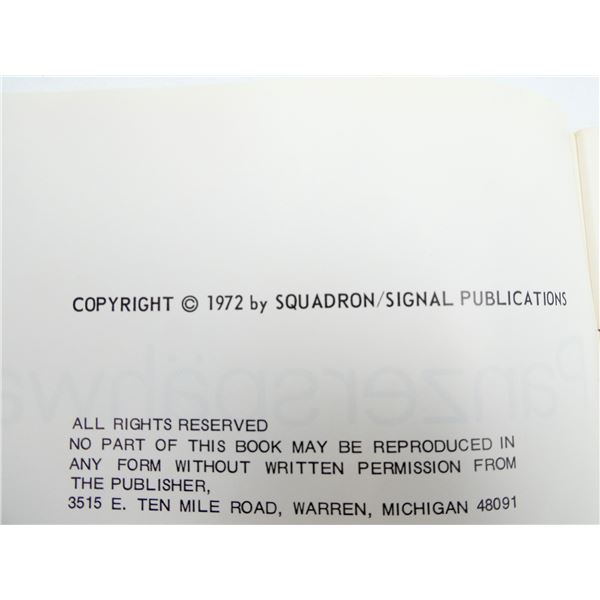 COPYRIGHT © 1972 by SQUADRON/SIGNAL PUBLICATIONS
Panzerspähwa
ALL RIGHTS RESERVED
NO PART OF THIS BOOK MAY BE REPRODUCED IN
ANY FORM WITHOUT WRITTEN PERMISSION FROM
THE PUBLISHER,
3515 E. TEN MILE ROAD, WARREN, MICHIGAN 48091